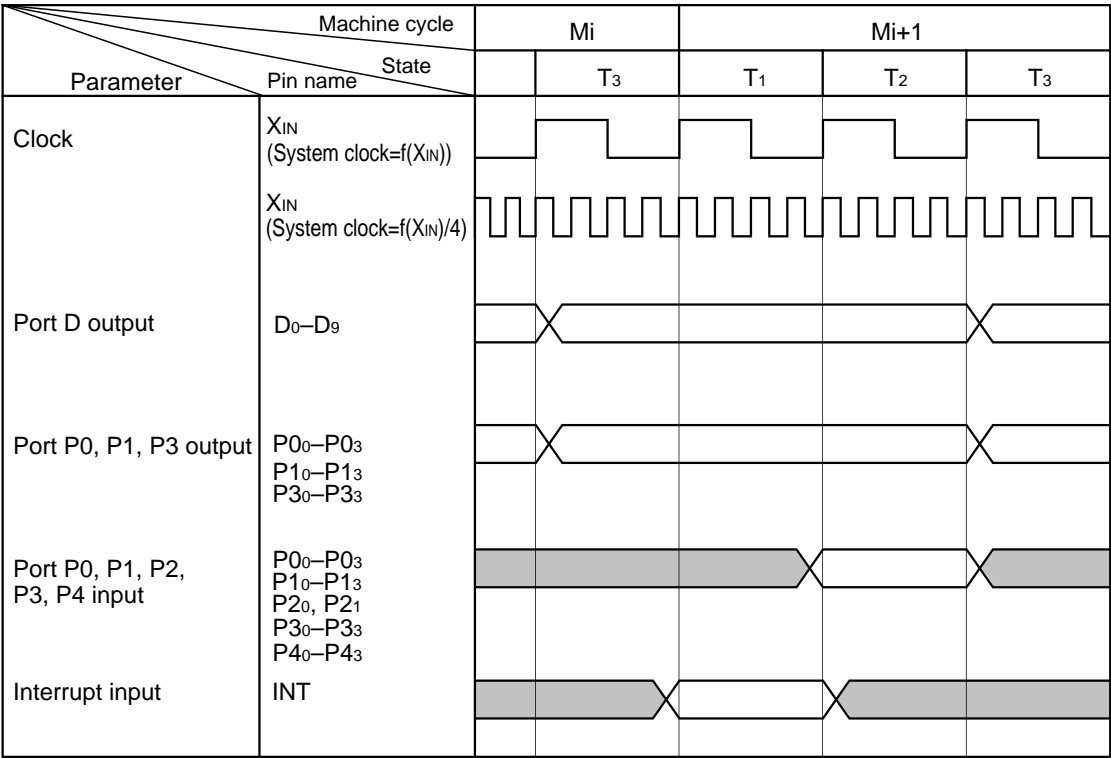 Machine cycle Mi Mi+1
State T3 T1 T2 T3
Parameter Pin name
Clock XIN
(System clock=f(XIN))
XIN
(System clock=f(XIN)/4)
Port D output D0–D9
Port P0, P1, P3 output P00–P03
P10–P13
P30–P33
Port P0, P1, P2, P00–P03
P3, P4 input P10–P13
P20, P21
P30–P33
P40–P43
Interrupt input INT